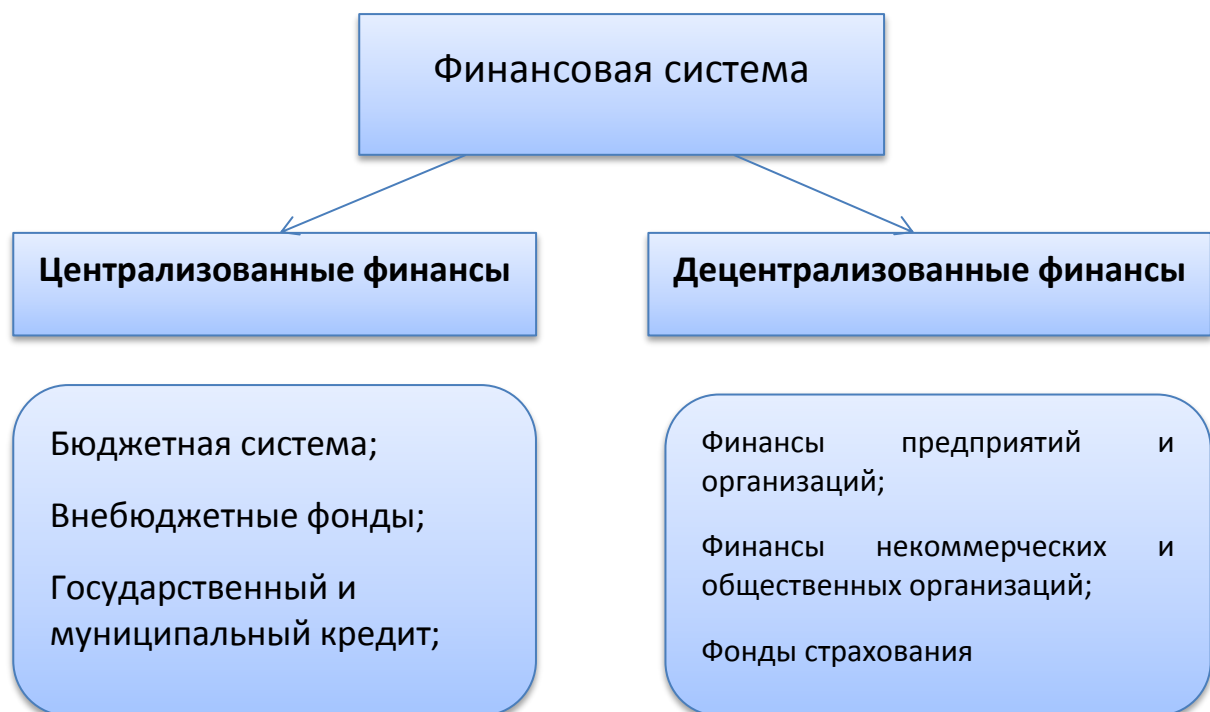 Финансовая система
Централизованные финансы
Децентрализованные финансы
Бюджетная система;
Внебюджетные фонды;
Государственный и
муниципальный кредит;
Финансы предприятий и
организаций;
Финансы некоммерческих и
общественных организаций;
Фонды страхования